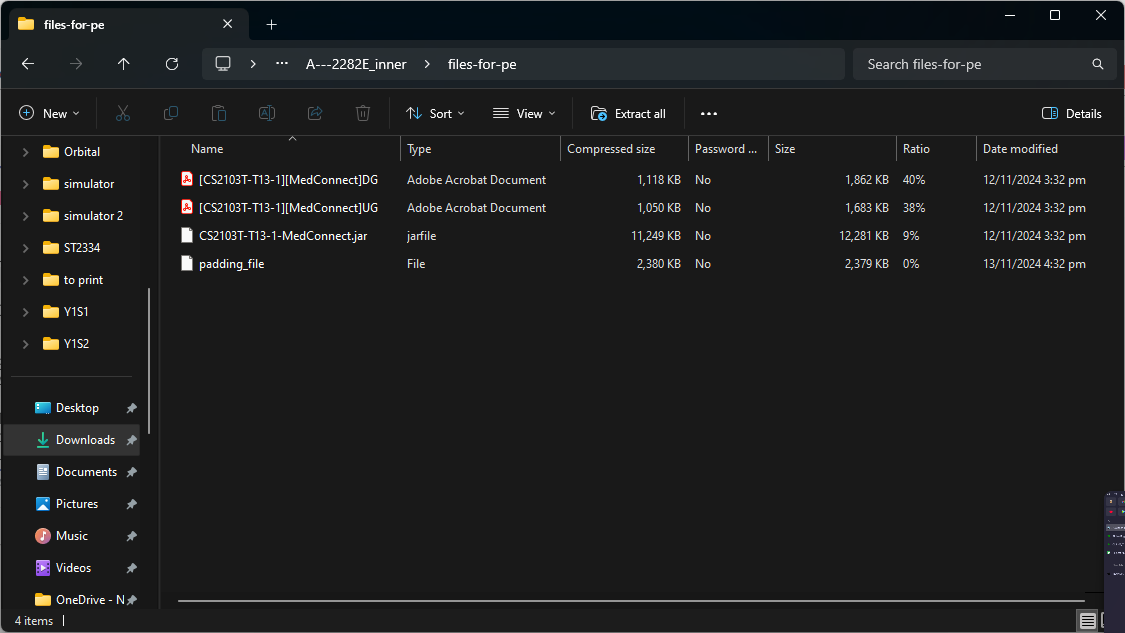 files-for-pe
A---2282E_inner files-for-pe
Search files-for-pe
New
Sort
View
Extract all
Details
Orbital
simulator
simulator 2
ST2334
to print
Y1S1
Y1S2
Desktop
Downloads
Documents
Pictures
Music
Videos
OneDrive - N
Name Type Compressed size Password ... Size Ratio Date modified
[CS2103T-T13-1][MedConnect]DG Adobe Acrobat Document 1,118 KB No 1,862 KB 40% 12/11/2024 3:32 pm
[CS2103T-T13-1][MedConnect]UG Adobe Acrobat Document 1,050 KB No 1,683 KB 38% 12/11/2024 3:32 pm
CS2103T-T13-1-MedConnect.jar jarfile 11,249 KB No 12,281 KB 9% 12/11/2024 3:32 pm
padding_file File 2,380 KB No 2,379 KB 0% 13/11/2024 4:32 pm
4 items